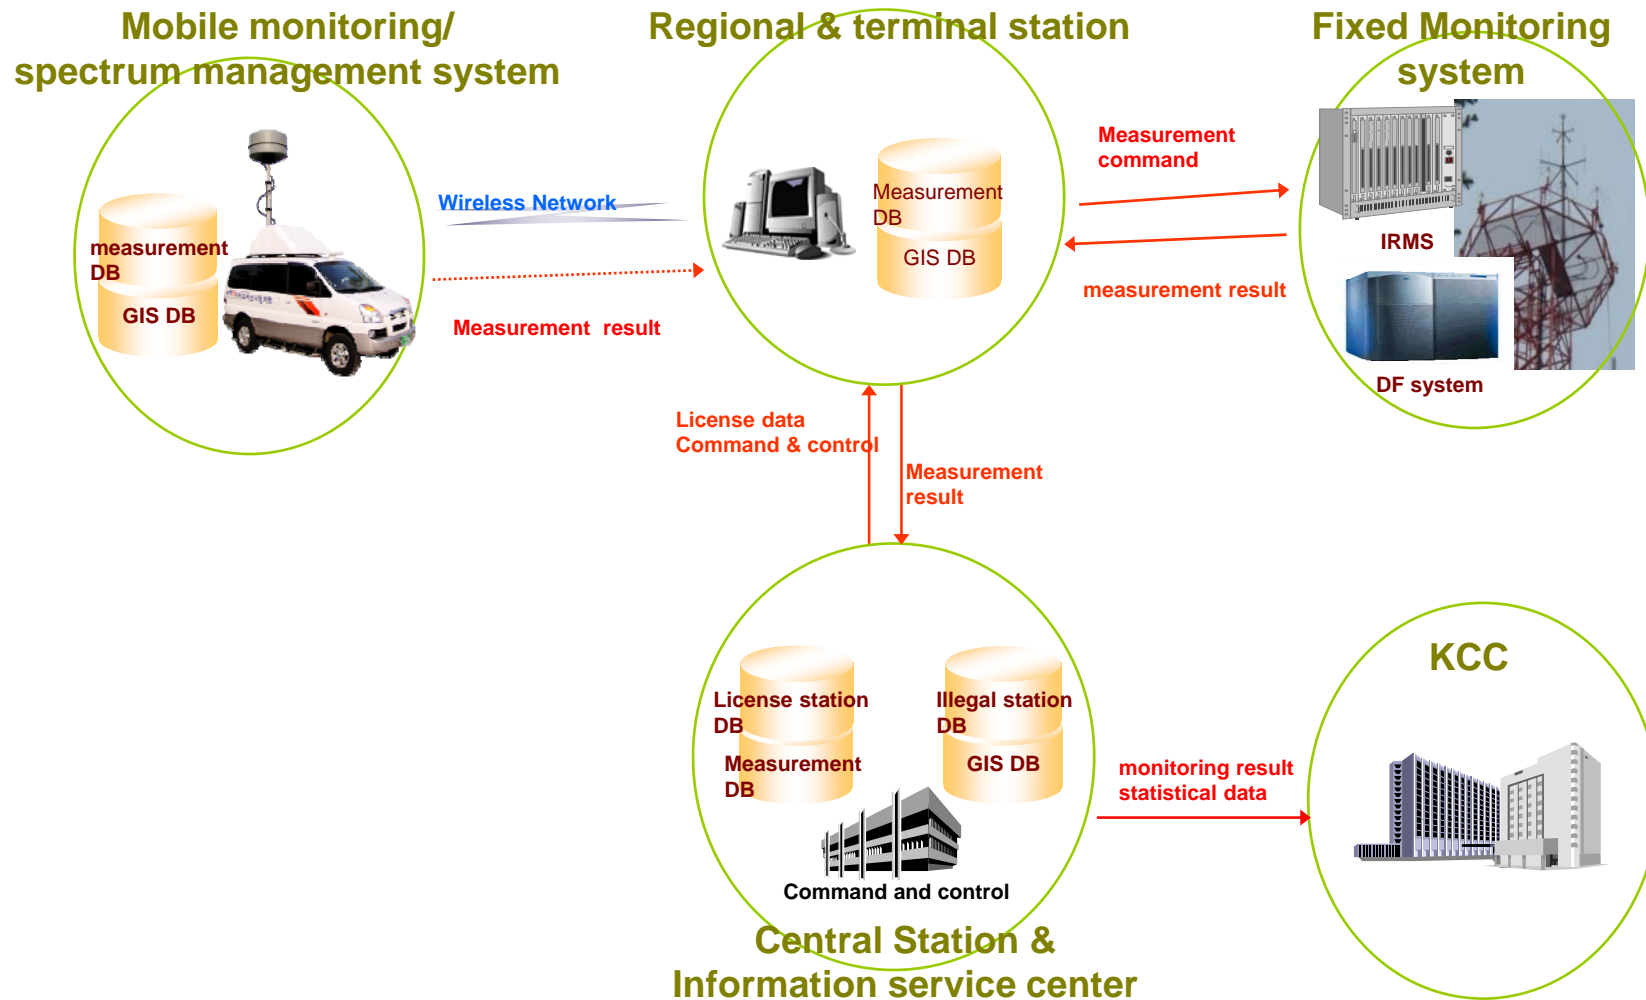 Mobile monitoring/
spectrum management system
Regional & terminal station
Fixed Monitoring
system
measurement
DB
GIS DB
Wireless Network
Measurement  result
Measurement
DB
GIS DB
Measurement
command
measurement result
IRMS
DF system
License data
Command & control
Measurement
result
License station
DB
Measurement
DB
Illegal station
DB
GIS DB
Command and control
Central Station &
Information service center
monitoring result
statistical data
KCC